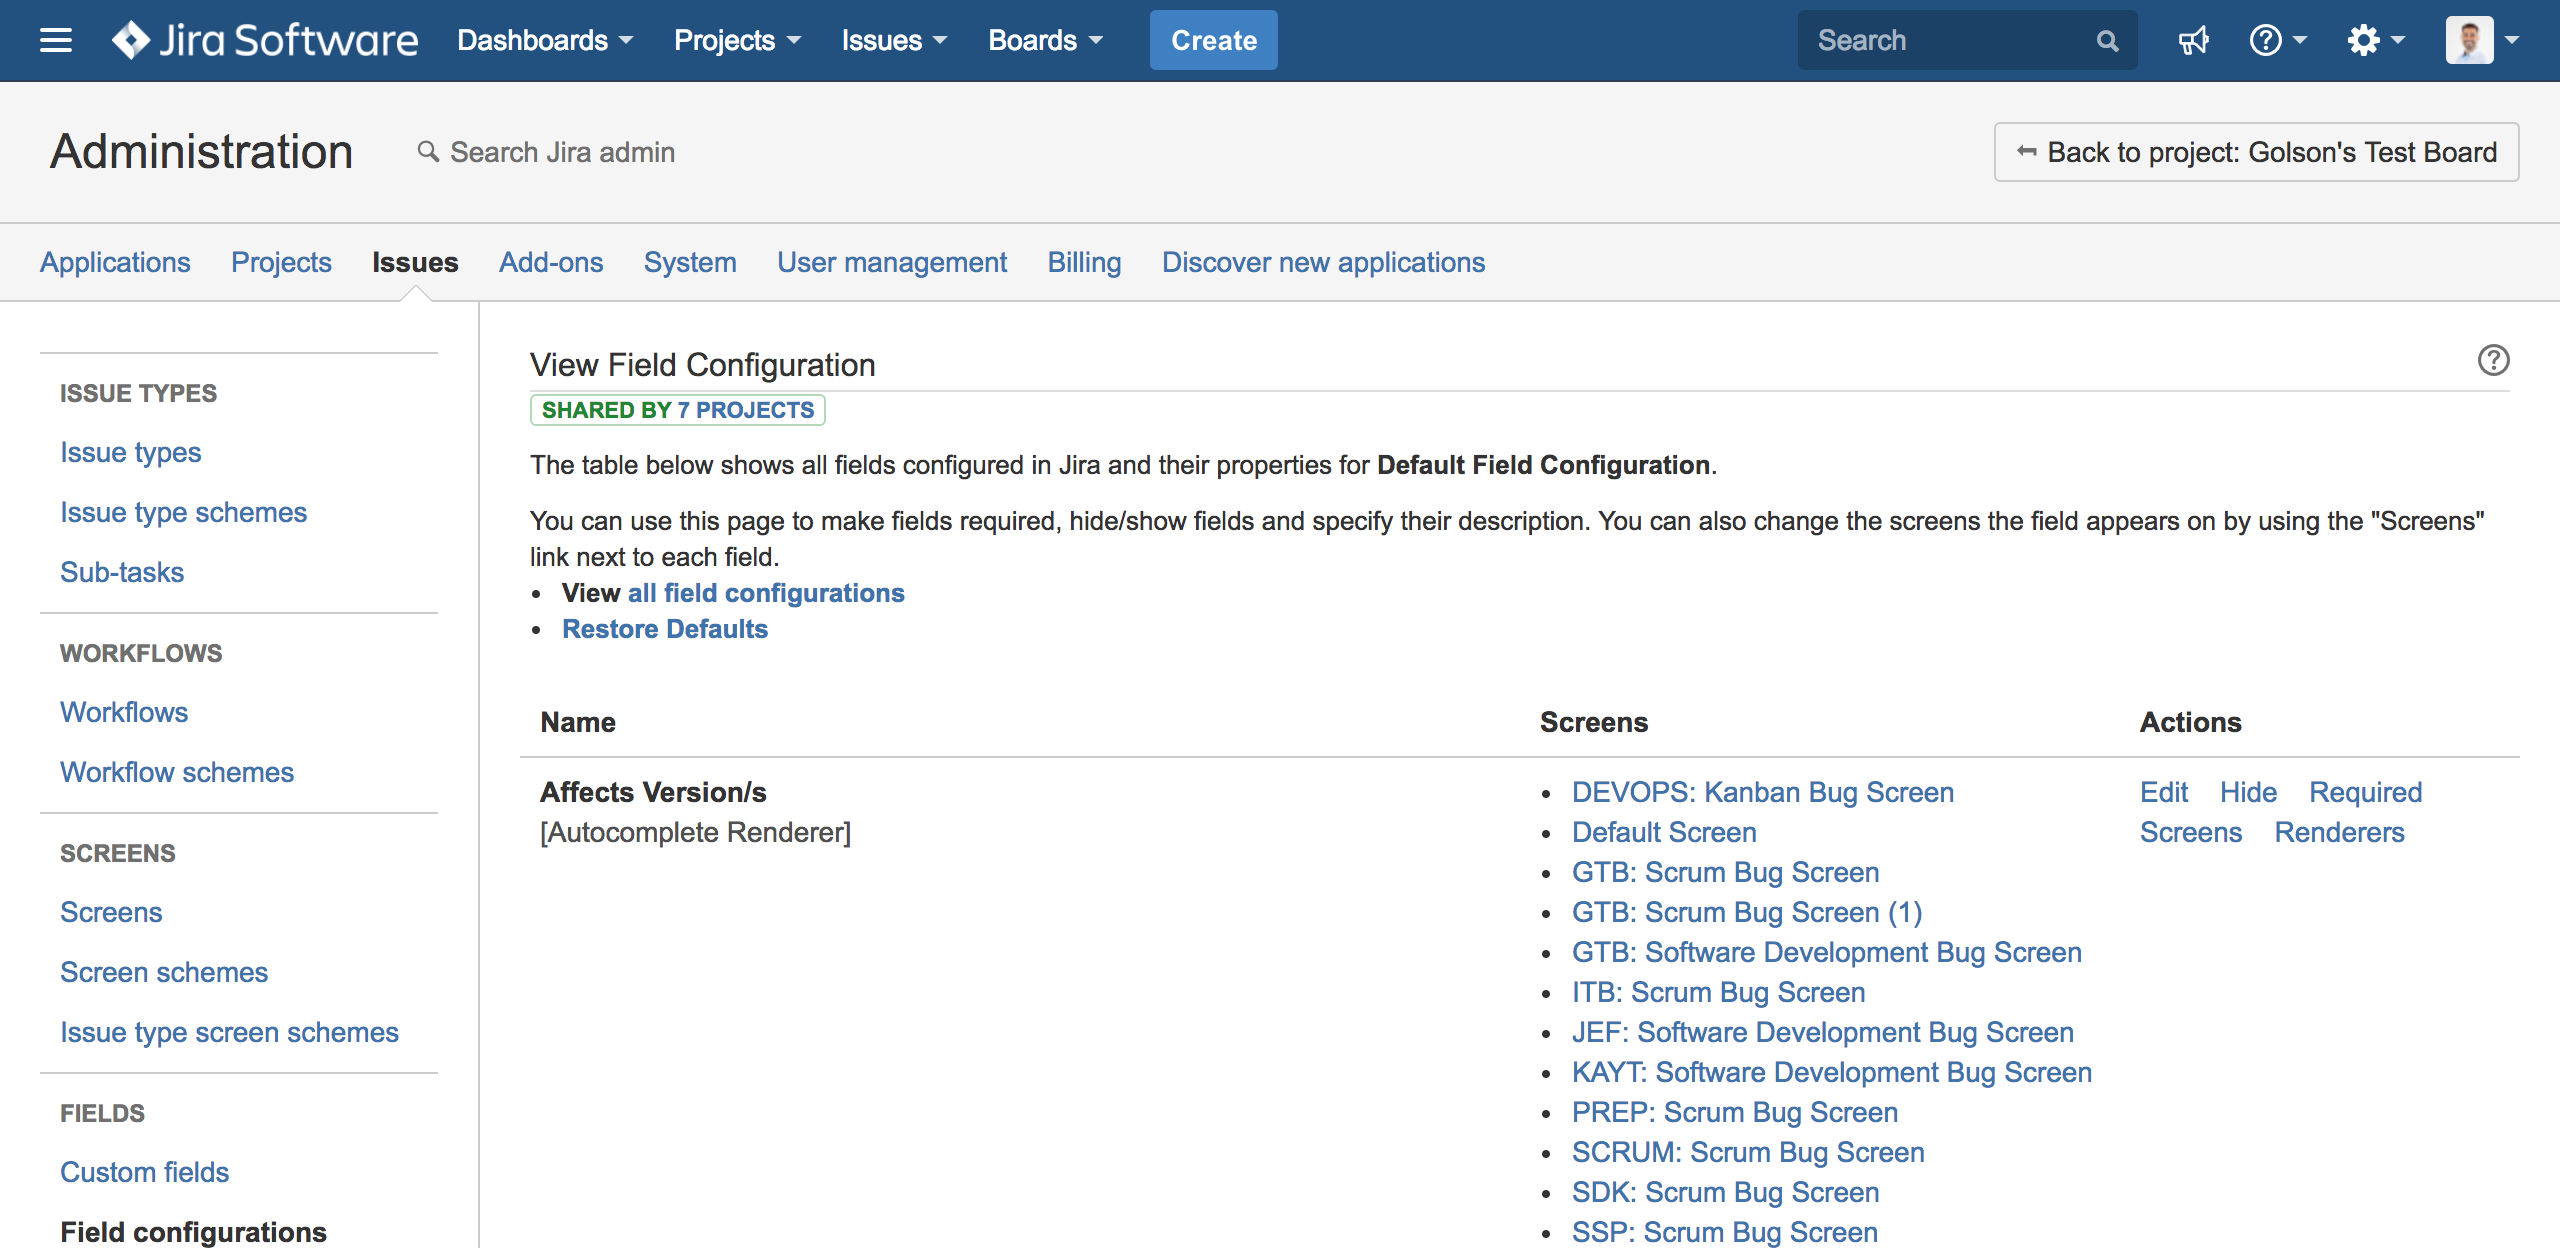 Jira Software Dashboards Projects Issues Boards Create Search
Administration Search Jira admin Back to project: Golson's Test Board
Applications Projects Issues Add-ons System User management Billing Discover new applications
ISSUE TYPES
Issue types
Issue type schemes
Sub-tasks
WORKFLOWS
Workflows
Workflow schemes
SCREENS
Screens
Screen schemes
Issue type screen schemes
FIELDS
Custom fields
Field configurations
View Field Configuration
SHARED BY 7 PROJECTS
The table below shows all fields configured in Jira and their properties for Default Field Configuration.
You can use this page to make fields required, hide/show fields and specify their description. You can also change the screens the field appears on by using the "Screens"
link next to each field.
• View all field configurations
• Restore Defaults
Name Screens Actions
Affects Version/s
[Autocomplete Renderer]
• DEVOPS: Kanban Bug Screen
• Default Screen
• GTB: Scrum Bug Screen
• GTB: Scrum Bug Screen (1)
• GTB: Software Development Bug Screen
• ITB: Scrum Bug Screen
• JEF: Software Development Bug Screen
• KAYT: Software Development Bug Screen
• PREP: Scrum Bug Screen
• SCRUM: Scrum Bug Screen
• SDK: Scrum Bug Screen
• SSP: Scrum Bug Screen
Edit Hide Required
Screens Renderers